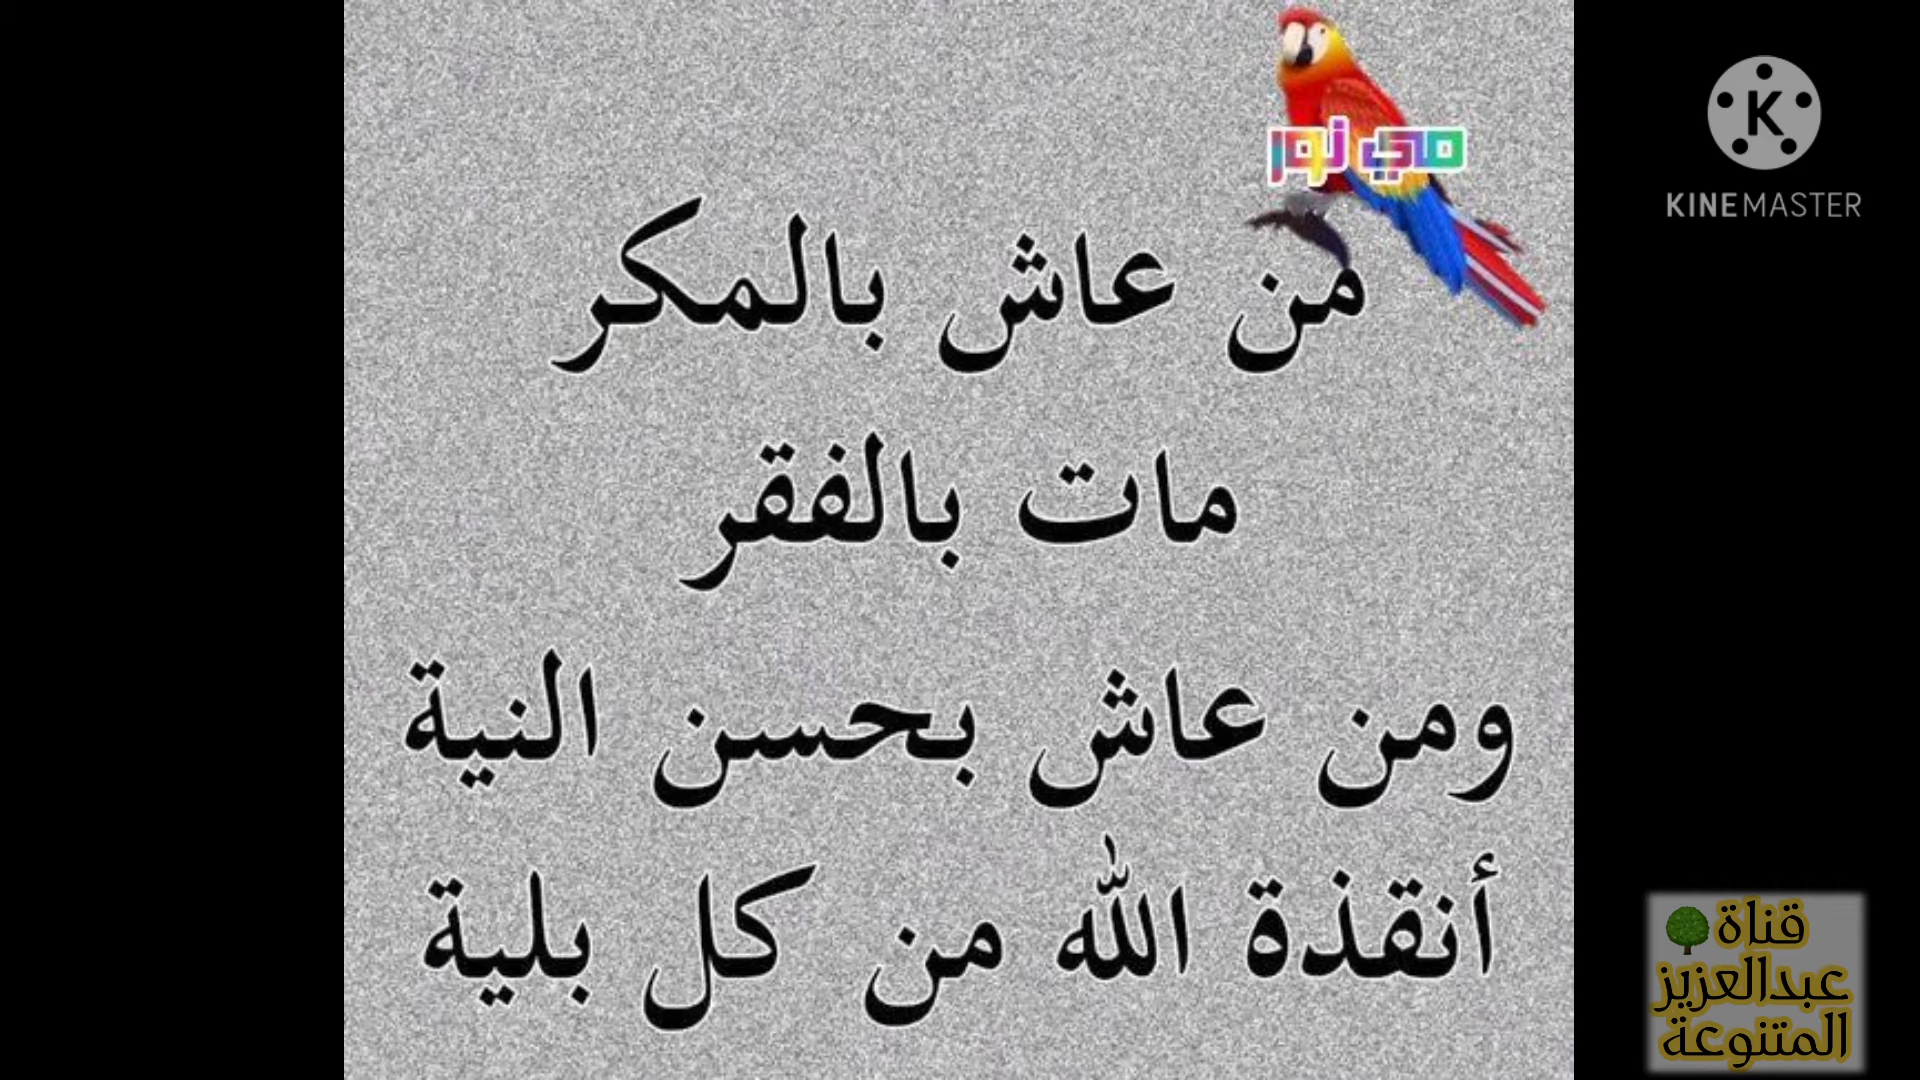 مي نور
KINEMASTER
من عاش بالمكر
مات بالفقر
ومن عاش بحسن النية
أنقذة الله من كل بلية
قناة
عبدالعزيز
المتنوعة